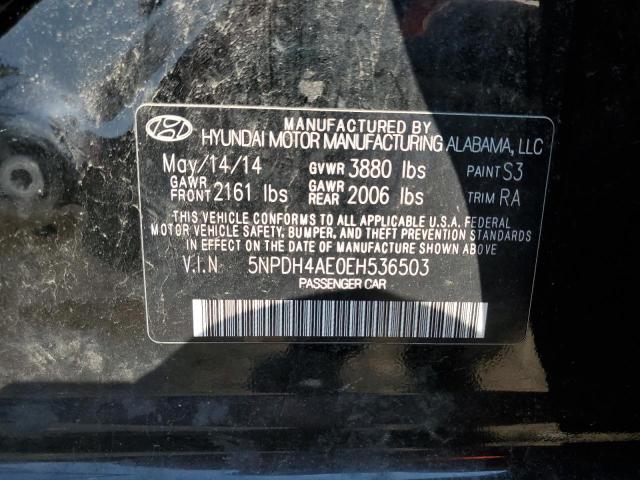 MANUFACTURED BY
HYUNDAI MOTOR MANUFACTURING ALABAMA, LLC
May/14/14 GVWR 3880 lbs PAINT S3
GAWR FRONT 2161 lbs GAWR REAR 2006 lbs TRIM RA
THIS VEHICLE CONFORMS TO ALL APPLICABLE U.S.A. FEDERAL
MOTOR VEHICLE SAFETY, BUMPER, AND THEFT PREVENTION STANDARDS
IN EFFECT ON THE DATE OF MANUFACTURE SHOWN ABOVE
V.I.N 5NPDH4AE0EH536503
PASSENGER CAR